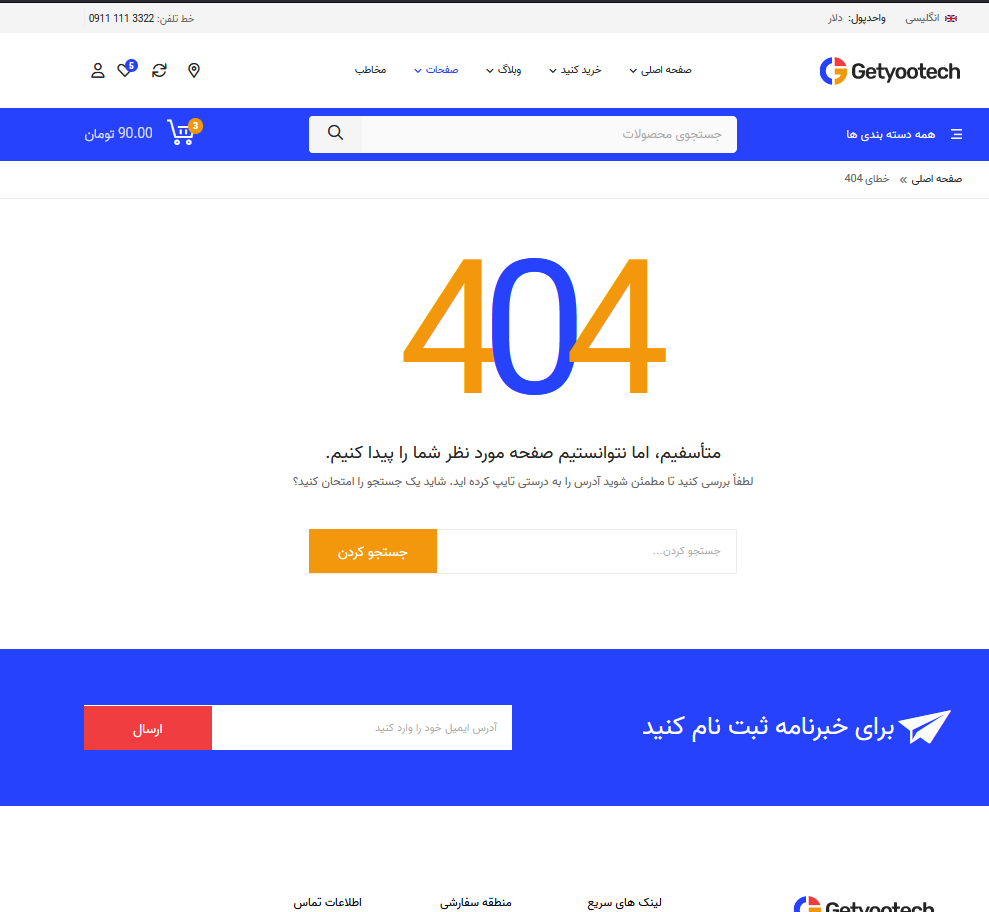 انگلیسی واحدپول: دلار خط تلفن: 3322 111 0911
Getyootech صفحه اصلی خرید کنید وبلاگ صفحات مخاطب 5
همه دسته بندی ها جستجوی محصولات 3 90.00 تومان
صفحه اصلی » خطای 404
404
متأسفیم، اما نتوانستیم صفحه مورد نظر شما را پیدا کنیم.
لطفاً بررسی کنید تا مطمئن شوید آدرس را به درستی تایپ کرده اید. شاید یک جستجو را امتحان کنید؟
جستجو کردن... جستجو کردن
برای خبرنامه ثبت نام کنید آدرس ایمیل خود را وارد کنید ارسال
Getyootech لینک های سریع منطقه سفارشی اطلاعات تماس